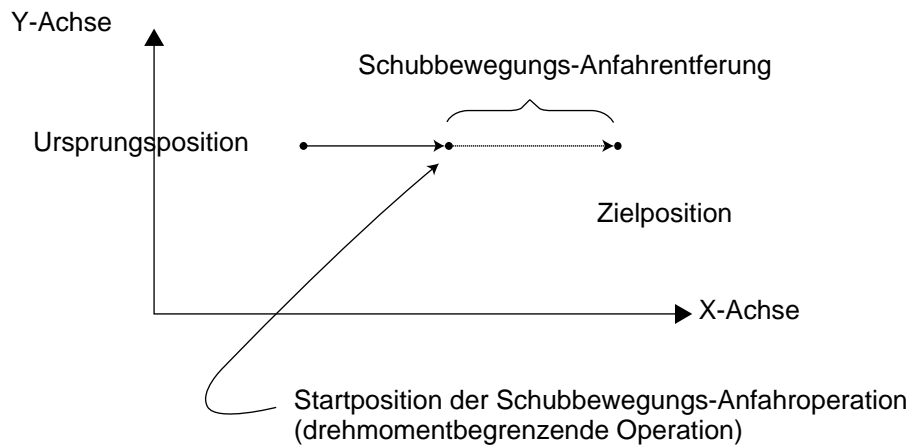 Y-Achse
Schubbewegungs-Anfahrentferung
Ursprungsposition
Zielposition
X-Achse
Startposition der Schubbewegungs-Anfahroperation
(drehmomentbegrenzende Operation)